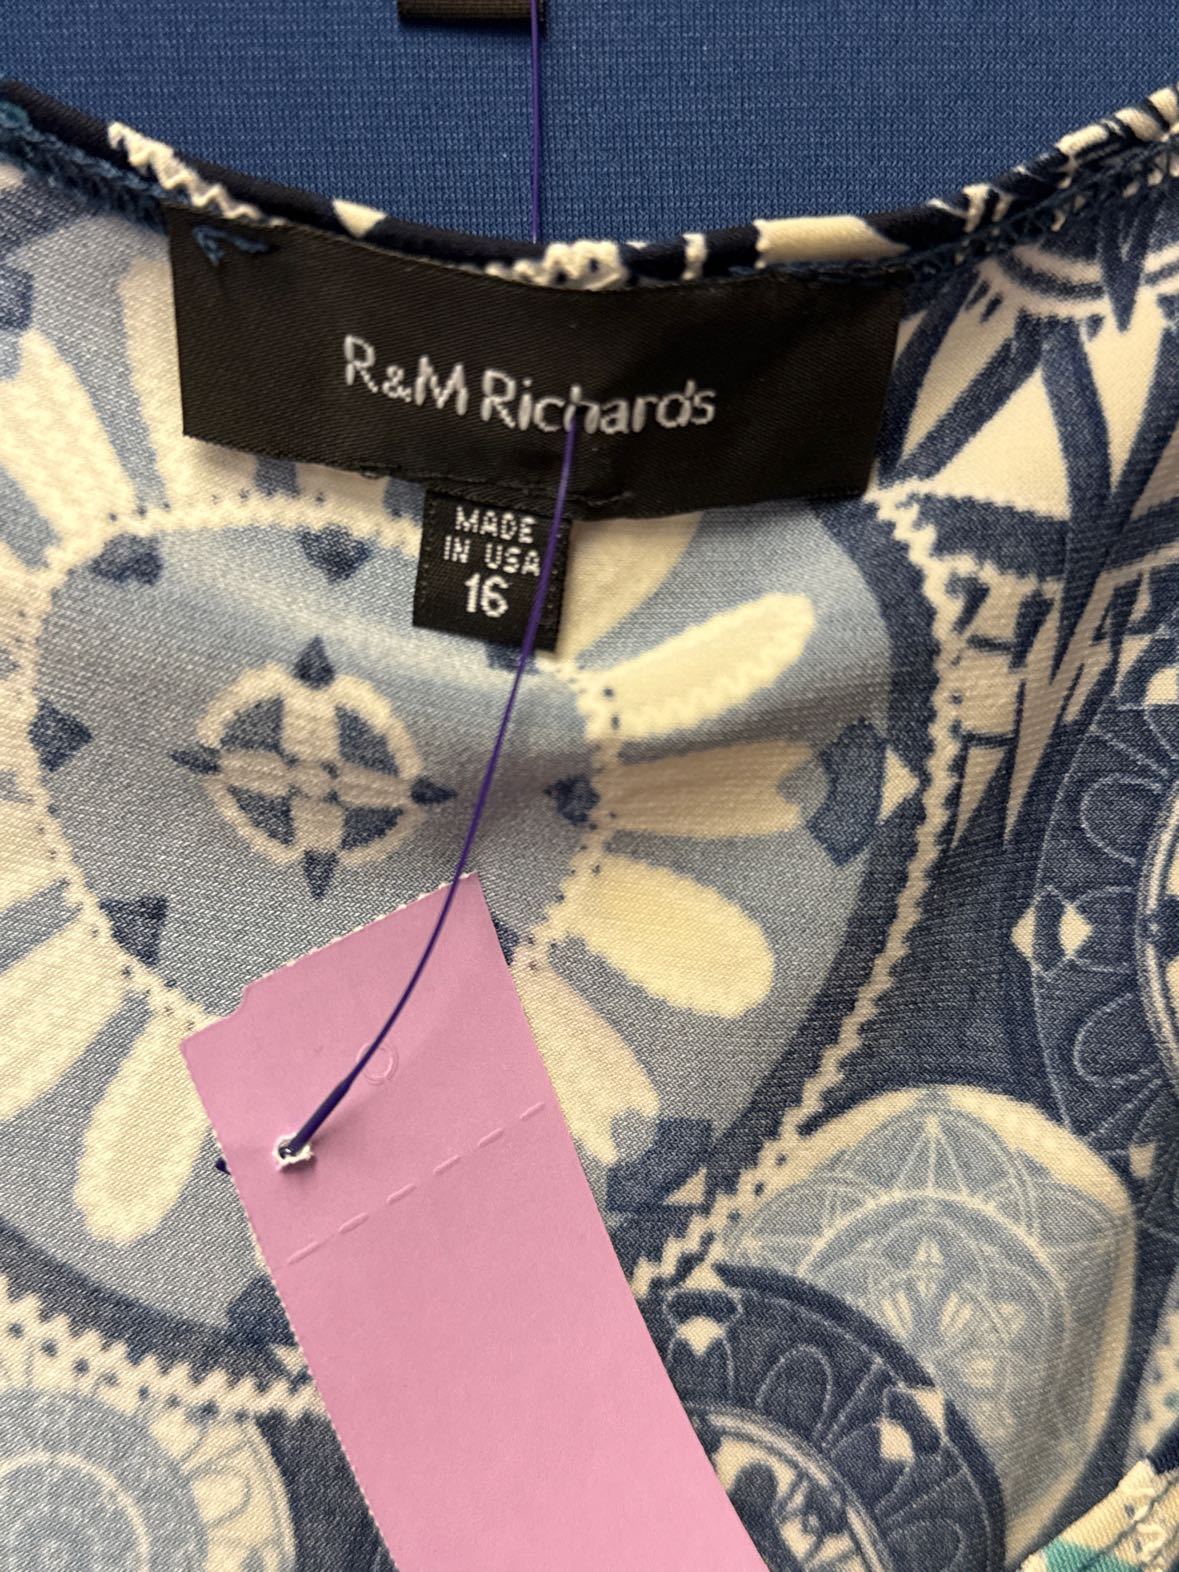 R&M Richards
MADE
IN USA
16